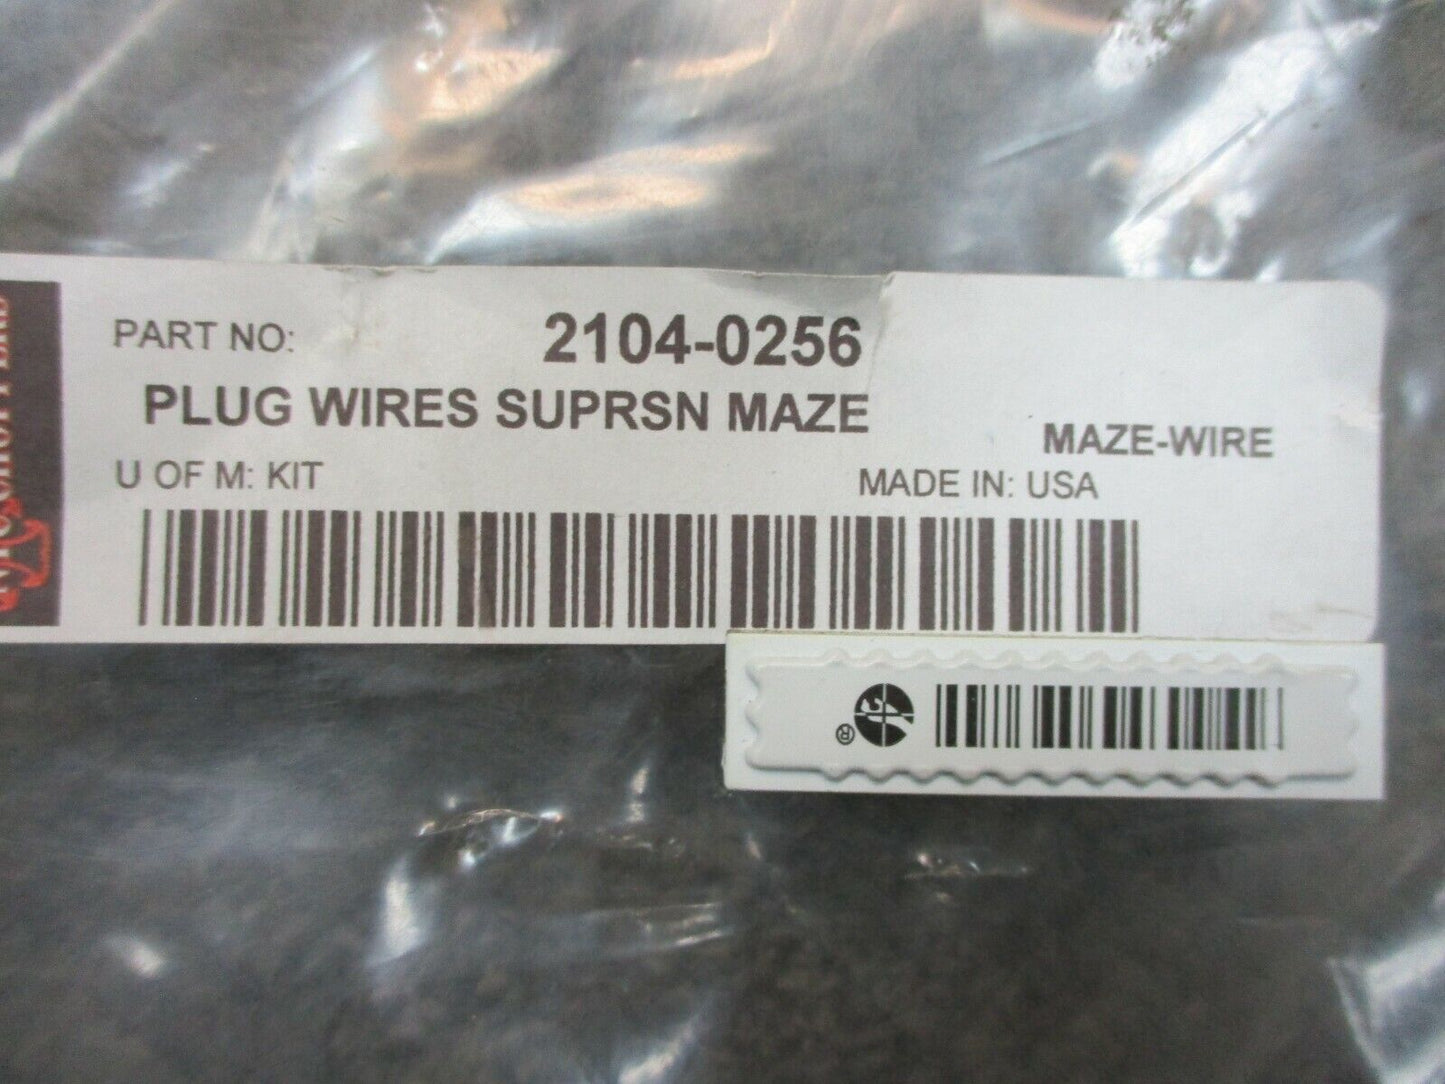 PART NO: 2104-0256
PLUG WIRES SUPRSN MAZE
MAZE-WIRE
U OF M: KIT
MADE IN: USA
®